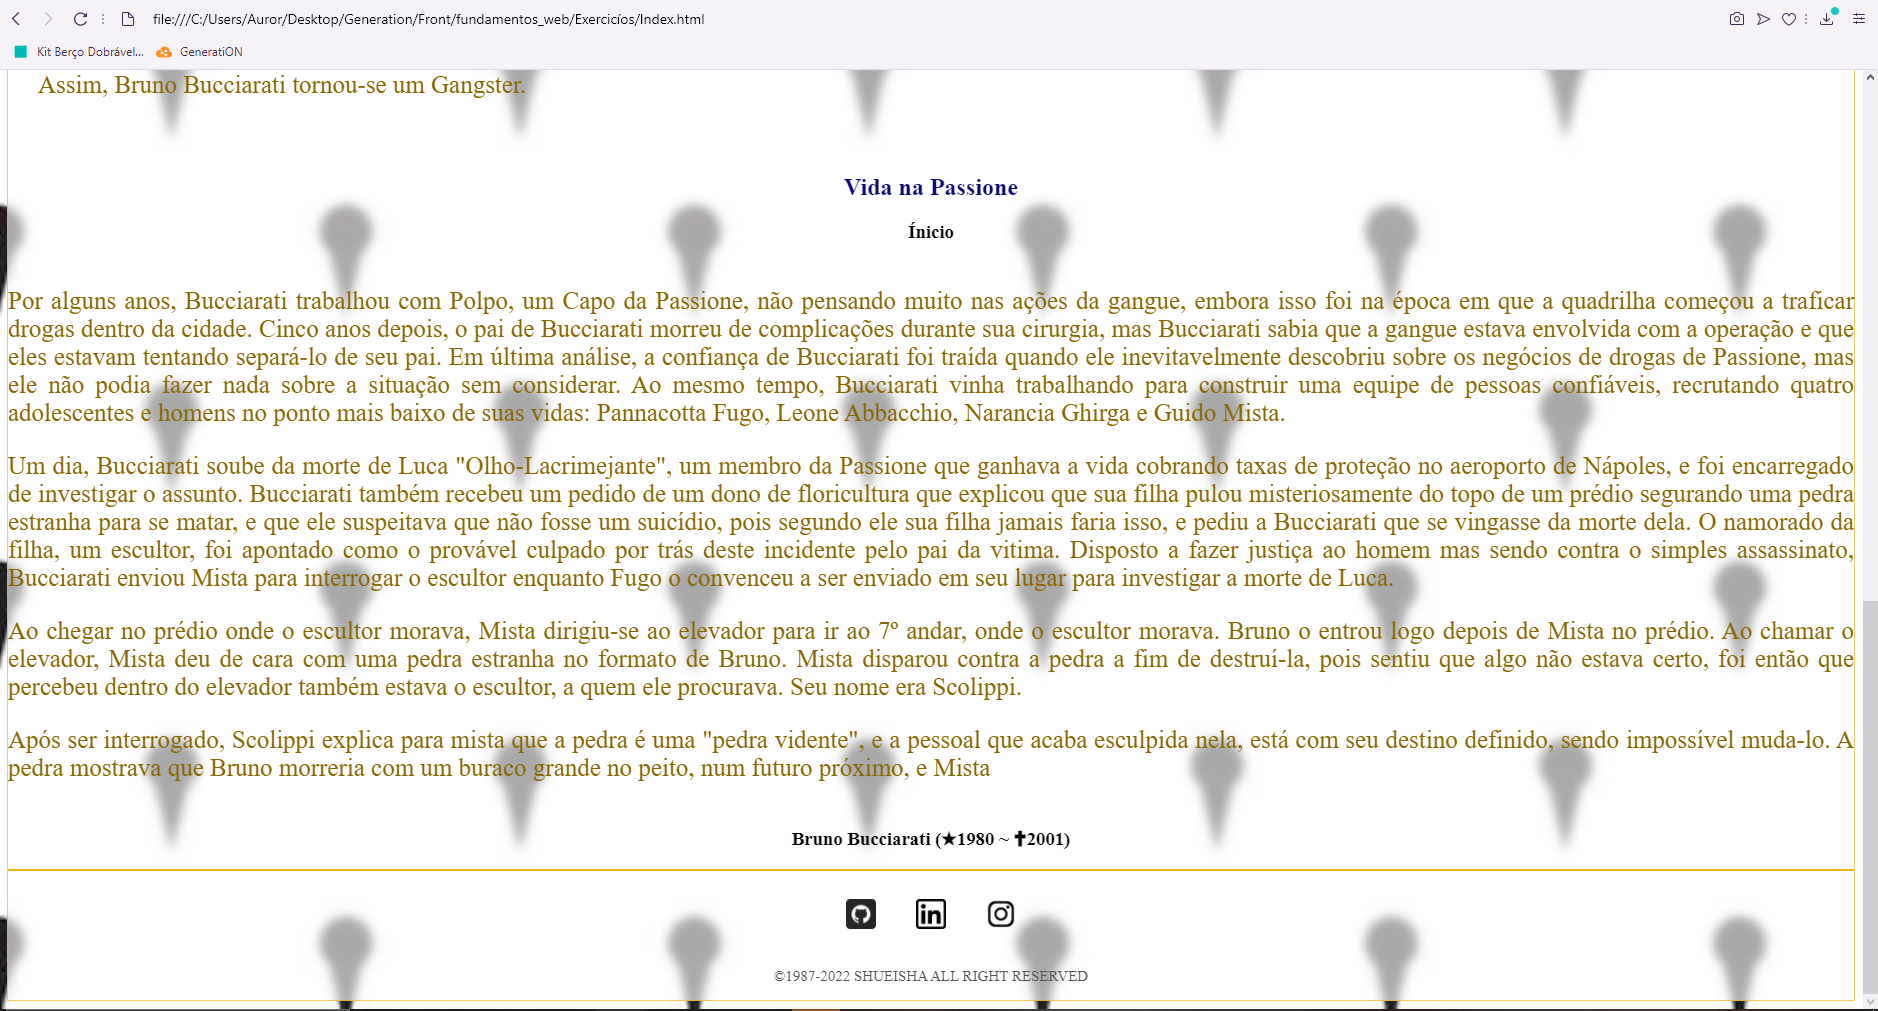 file:///C:/Users/Auror/Desktop/Generation/Front/fundamentos_web/Exercicíos/Index.html
Kit Berço Dobrável... GeneratiON
Assim, Bruno Bucciarati tornou-se um Gangster.
Vida na Passione
Ínicio
Por alguns anos, Bucciarati trabalhou com Polpo, um Capo da Passione, não pensando muito nas ações da gangue, embora isso foi na época em que a quadrilha começou a traficar
drogas dentro da cidade. Cinco anos depois, o pai de Bucciarati morreu de complicações durante sua cirurgia, mas Bucciarati sabia que a gangue estava envolvida com a operação e que
eles estavam tentando separá-lo de seu pai. Em última análise, a confiança de Bucciarati foi traída quando ele inevitavelmente descobriu sobre os negócios de drogas de Passione, mas
ele não podia fazer nada sobre a situação sem considerar. Ao mesmo tempo, Bucciarati vinha trabalhando para construir uma equipe de pessoas confiáveis, recrutando quatro
adolescentes e homens no ponto mais baixo de suas vidas: Pannacotta Fugo, Leone Abbacchio, Narancia Ghirga e Guido Mista.
Um dia, Bucciarati soube da morte de Luca "Olho-Lacrimejante", um membro da Passione que ganhava a vida cobrando taxas de proteção no aeroporto de Nápoles, e foi encarregado
de investigar o assunto. Bucciarati também recebeu um pedido de um dono de floricultura que explicou que sua filha pulou misteriosamente do topo de um prédio segurando uma pedra
estranha para se matar, e que ele suspeitava que não fosse um suicídio, pois segundo ele sua filha jamais faria isso, e pediu a Bucciarati que se vingasse da morte dela. O namorado da
filha, um escultor, foi apontado como o provável culpado por trás deste incidente pelo pai da vitima. Disposto a fazer justiça ao homem mas sendo contra o simples assassinato,
Bucciarati enviou Mista para interrogar o escultor enquanto Fugo o convenceu a ser enviado em seu lugar para investigar a morte de Luca.
Ao chegar no prédio onde o escultor morava, Mista dirigiu-se ao elevador para ir ao 7º andar, onde o escultor morava. Bruno o entrou logo depois de Mista no prédio. Ao chamar o
elevador, Mista deu de cara com uma pedra estranha no formato de Bruno. Mista disparou contra a pedra a fim de destruí-la, pois sentiu que algo não estava certo, foi então que
percebeu dentro do elevador também estava o escultor, a quem ele procurava. Seu nome era Scolippi.
Após ser interrogado, Scolippi explica para mista que a pedra é uma "pedra vidente", e a pessoal que acaba esculpida nela, está com seu destino definido, sendo impossível muda-lo. A
pedra mostrava que Bruno morreria com um buraco grande no peito, num futuro próximo, e Mista
Bruno Bucciarati (★1980 ~ ✝2001)
in
©1987-2022 SHUEISHA ALL RIGHT RESERVED